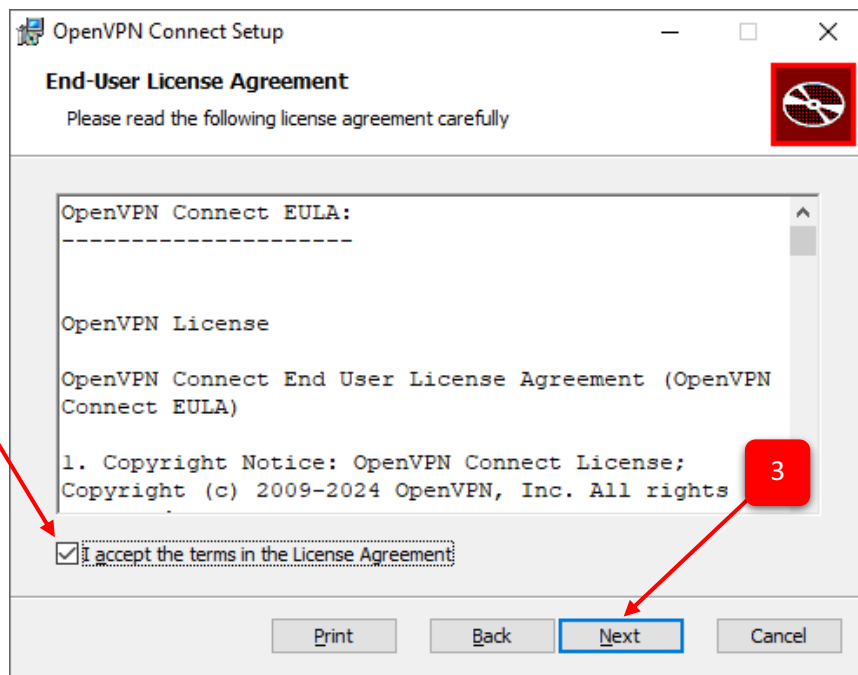 OpenVPN Connect Setup
End-User License Agreement
Please read the following license agreement carefully
OpenVPN Connect EULA:
----------------------
OpenVPN License
OpenVPN Connect End User License Agreement (OpenVPN
Connect EULA)
1. Copyright Notice: OpenVPN Connect License;
Copyright (c) 2009-2024 OpenVPN, Inc. All rights
3
I accept the terms in the License Agreement
Print Back Next Cancel